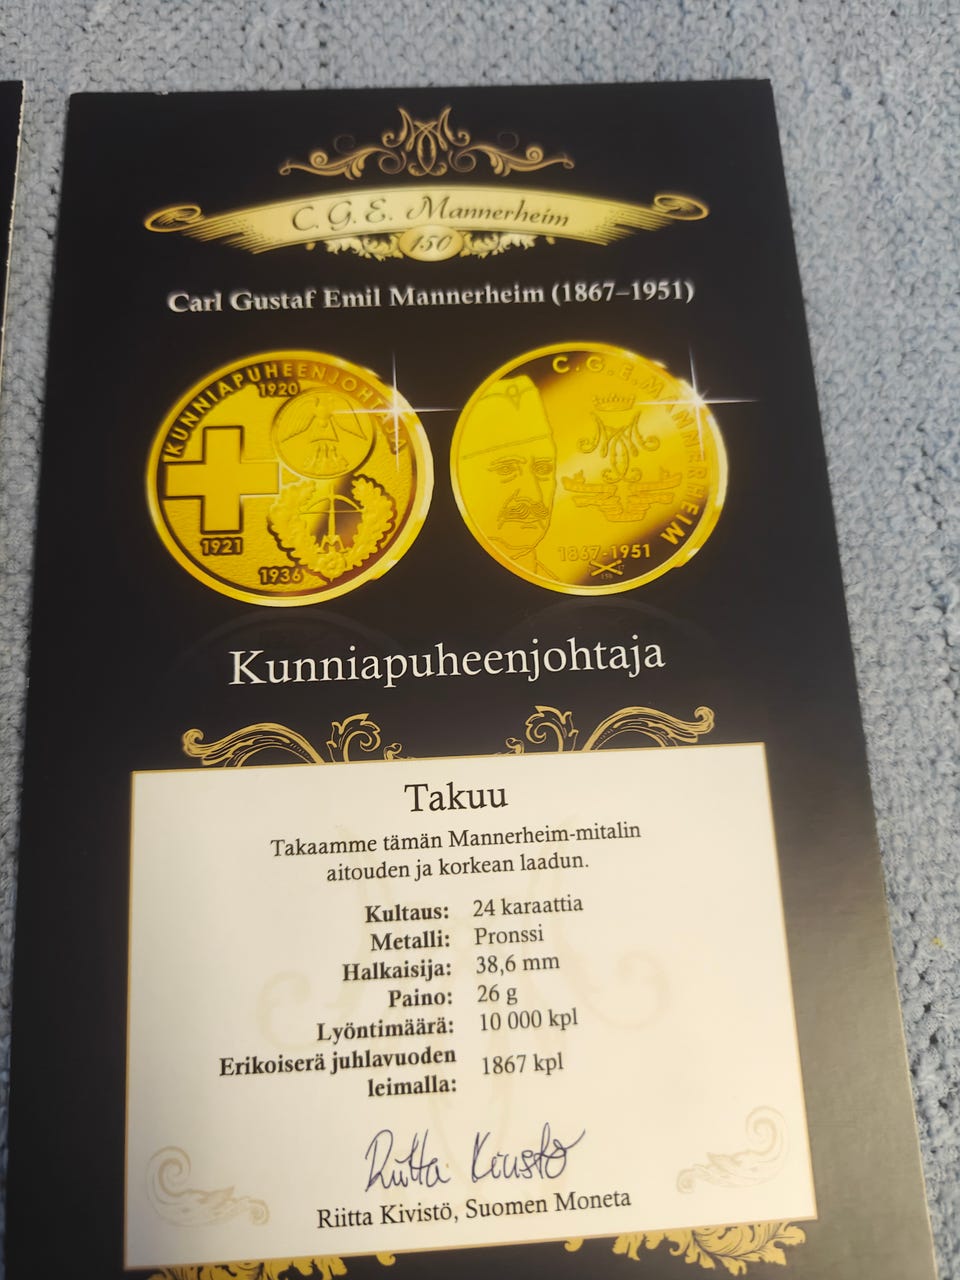 C. G. E. Mannerheim
150
Carl Gustaf Emil Mannerheim (1867–1951)
KUNNIAPUHEENJOHTAJA
1920
1921
1936
C.G.E.MANNERHEIM
1867-1951
150
Kunniapuheenjohtaja
Takuu
Takaamme tämän Mannerheim-mitalin
aitouden ja korkean laadun.
Kultaus: 24 karaattia
Metalli: Pronssi
Halkaisija: 38,6 mm
Paino: 26 g
Lyöntimäärä: 10 000 kpl
Erikoiserä juhlavuoden
leimalla: 1867 kpl
Riitta Kivistö
Riitta Kivistö, Suomen Moneta